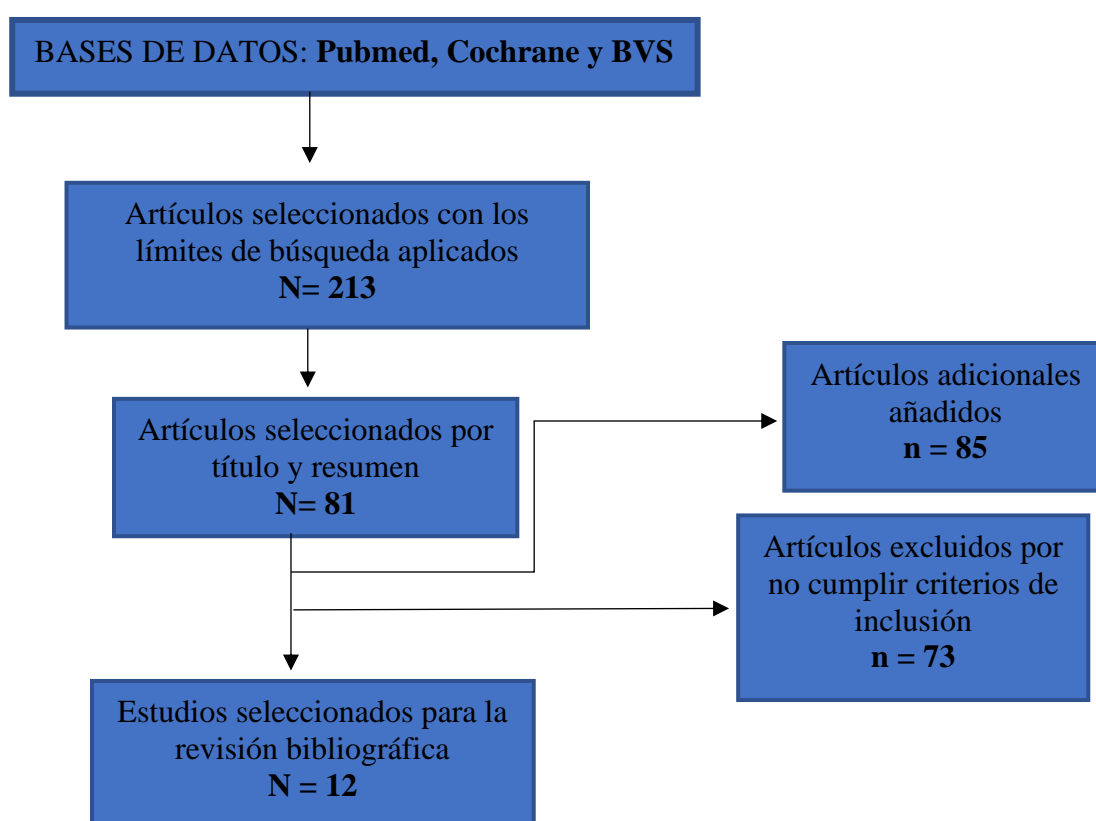 BASES DE DATOS: Pubmed, Cochrane y BVS
Artículos seleccionados con los
límites de búsqueda aplicados
N= 213
Artículos seleccionados por
título y resumen
N= 81
Artículos adicionales
añadidos
n = 85
Artículos excluidos por
no cumplir criterios de
inclusión
n = 73
Estudios seleccionados para la
revisión bibliográfica
N = 12